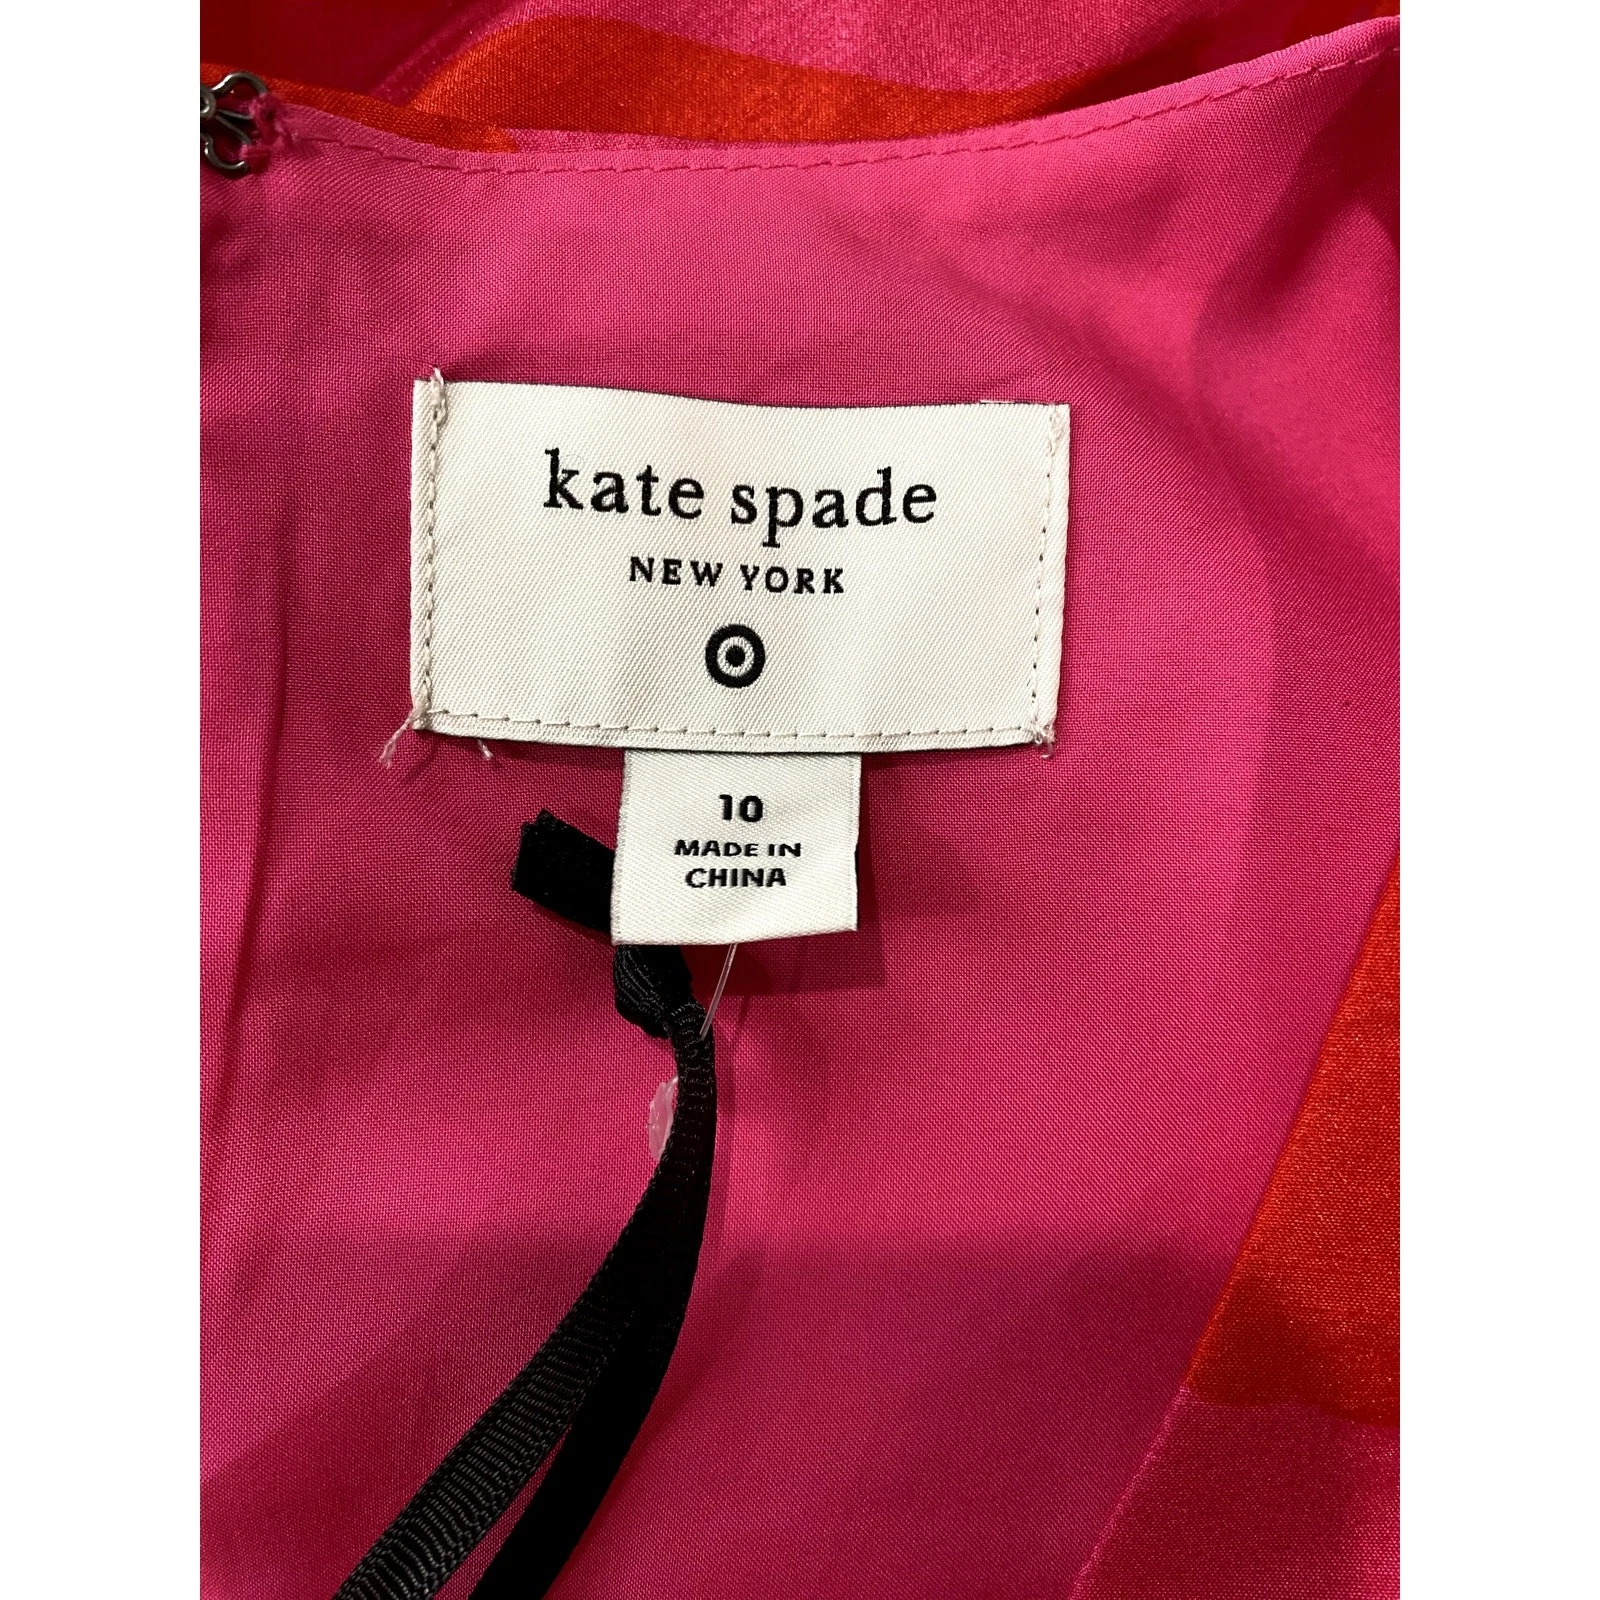 kate spade
NEW YORK
10
MADE IN
CHINA